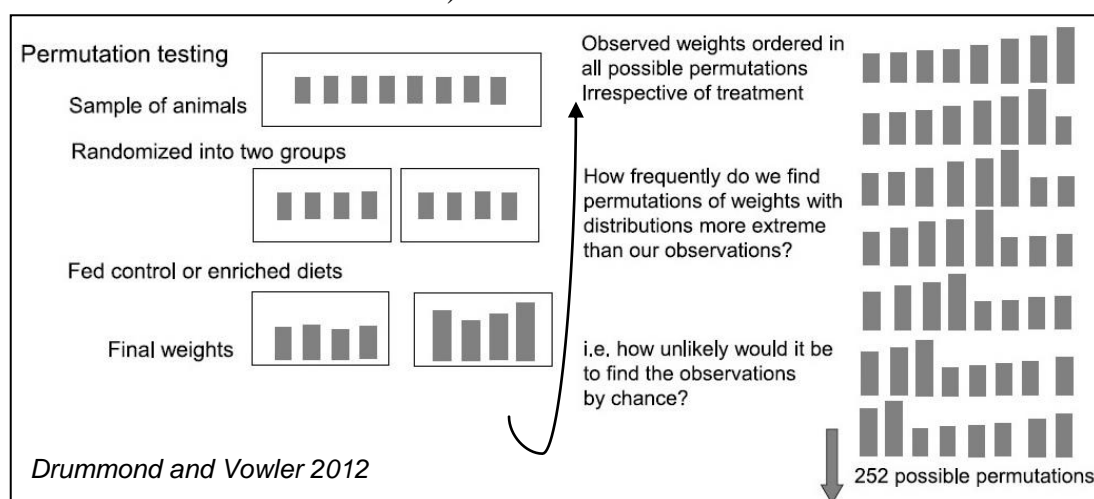 Permutation testing
Sample of animals
Randomized into two groups
Fed control or enriched diets
Final weights
Drummond and Vowler 2012
Observed weights ordered in
all possible permutations
Irrespective of treatment
How frequently do we find
permutations of weights with
distributions more extreme
than our observations?
i.e. how unlikely would it be
to find the observations
by chance?
252 possible permutations